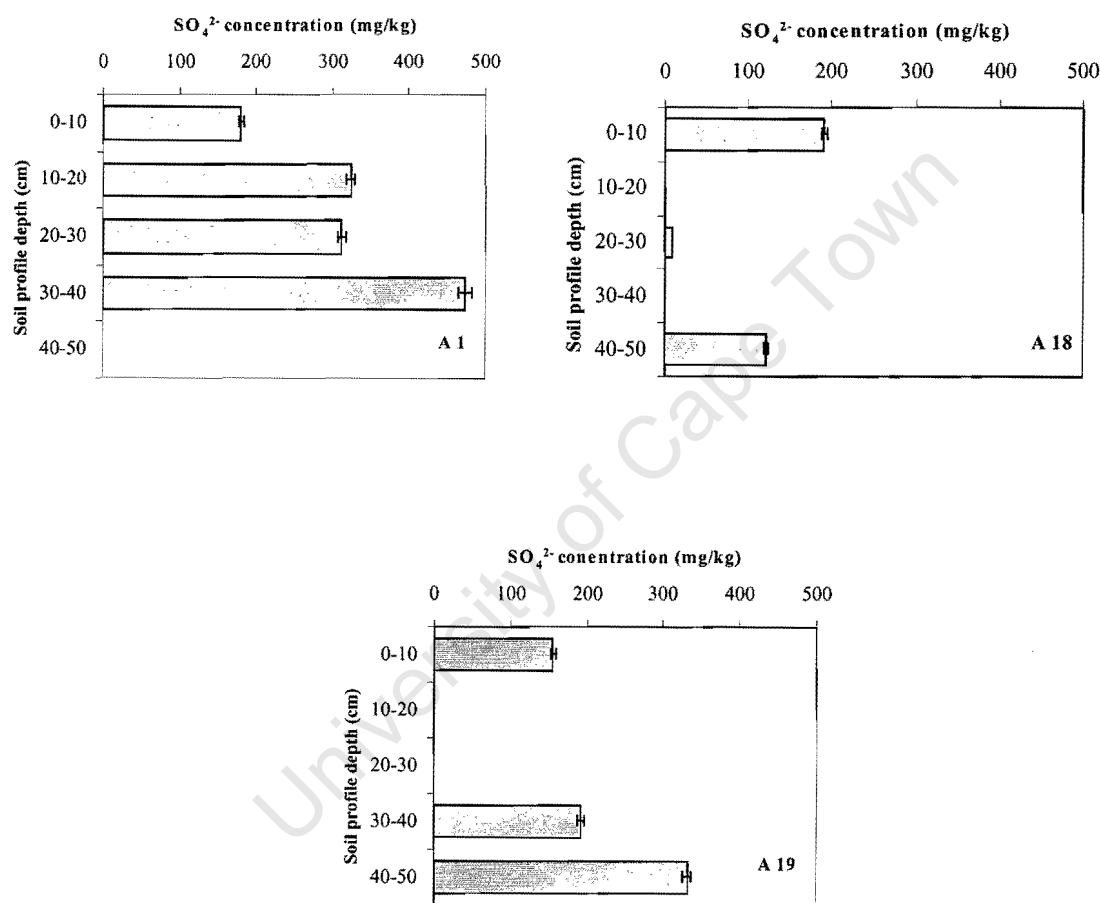 SO₄²⁻ concentration (mg/kg)
0 100 200 300 400 500
Soil profile depth (cm)
0-10
10-20
20-30
30-40
40-50
A 1
SO₄²⁻ concentration (mg/kg)
0 100 200 300 400 500
Soil profile depth (cm)
0-10
10-20
20-30
30-40
40-50
A 18
SO₄²⁻ conentration (mg/kg)
0 100 200 300 400 500
Soil profile depth (cm)
0-10
10-20
20-30
30-40
40-50
A 19
University of Cape Town